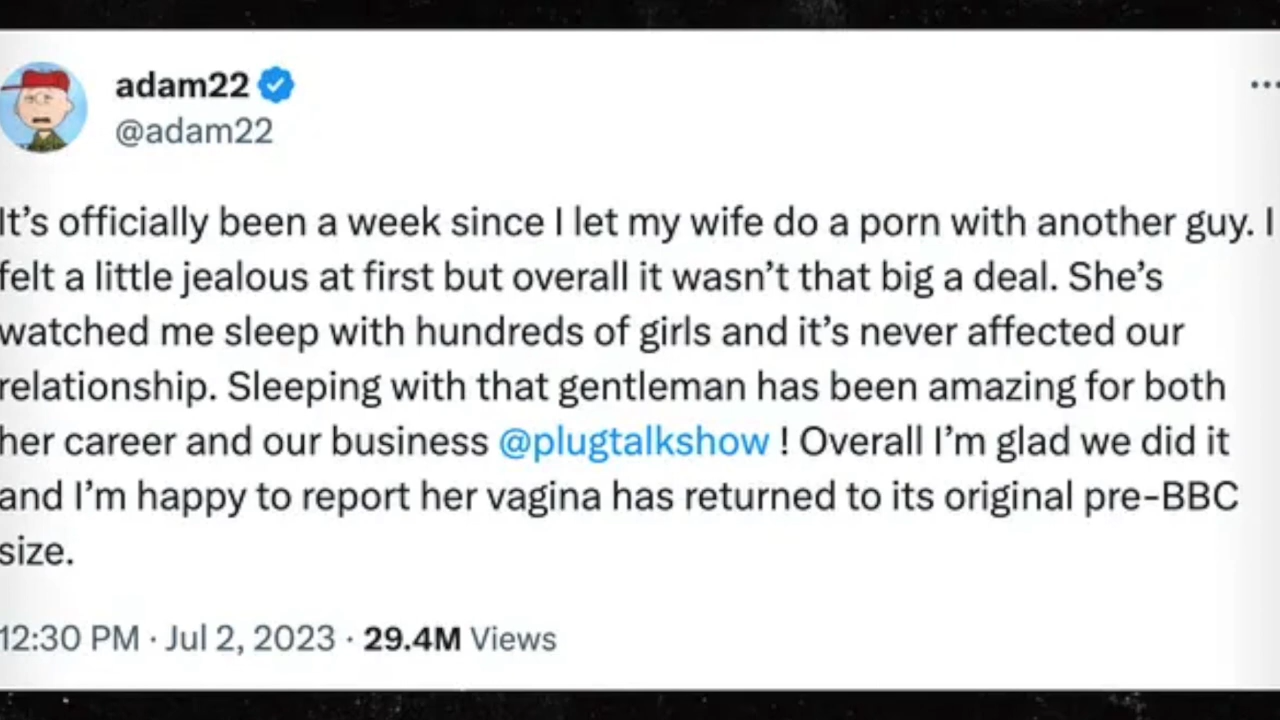 adam22
@adam22
It’s officially been a week since I let my wife do a porn with another guy. I
felt a little jealous at first but overall it wasn’t that big a deal. She’s
watched me sleep with hundreds of girls and it’s never affected our
relationship. Sleeping with that gentleman has been amazing for both
her career and our business @plugtalkshow ! Overall I’m glad we did it
and I’m happy to report her vagina has returned to its original pre-BBC
size.
12:30 PM · Jul 2, 2023 · 29.4M Views